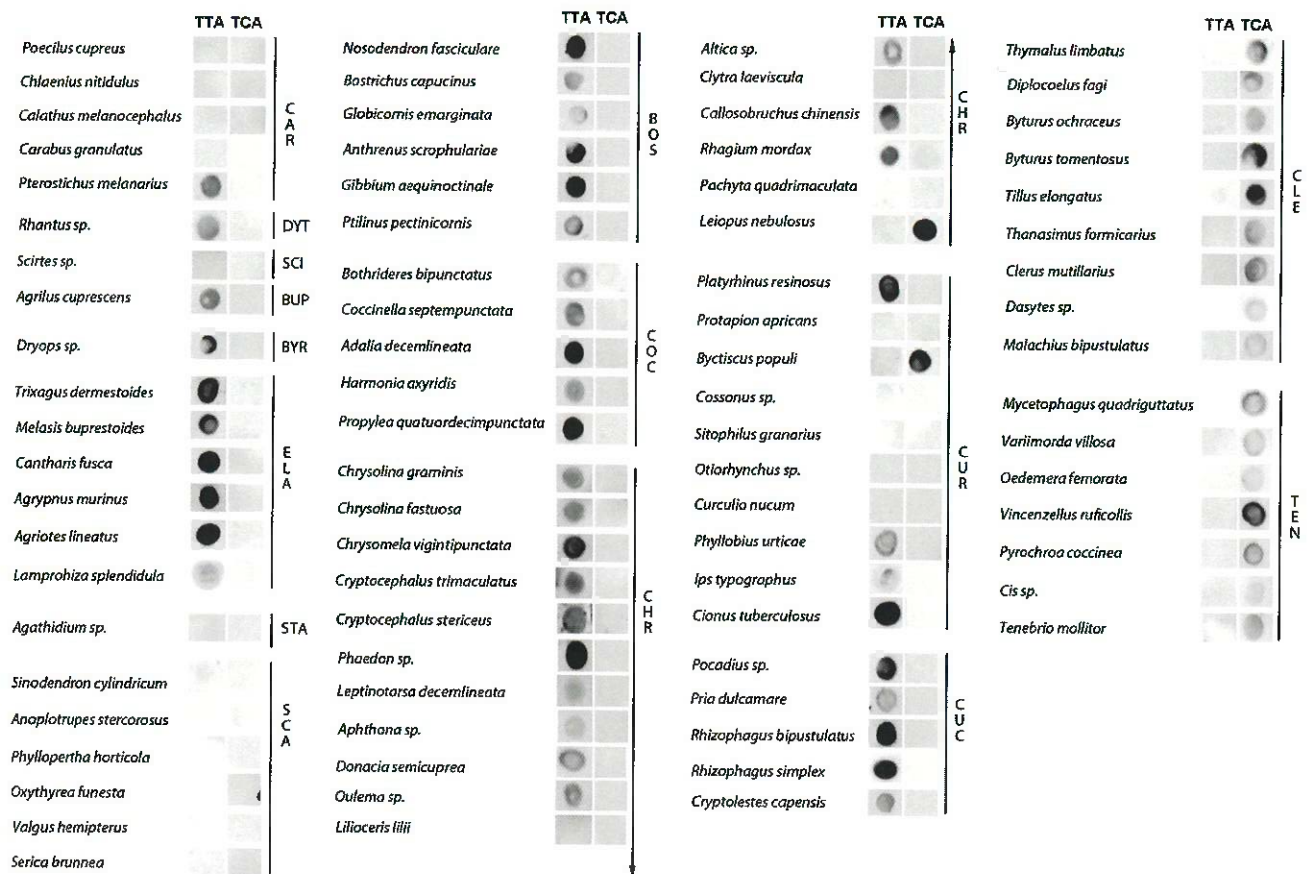 TTA TCA
Poecilus cupreus
Chlaenius nitidulus
Calathus melanocephalus
Carabus granulatus
Pterostichus melanarius
CAR
Rhantus sp.
DYT
Scirtes sp.
SCI
Agrilus cuprescens
BUP
Dryops sp.
BYR
Trixagus dermestoides
Melasis buprestoides
Cantharis fusca
Agrypnus murinus
Agriotes lineatus
Lamprohiza splendidula
ELA
Agathidium sp.
STA
Sinodendron cylindricum
Anoplotrupes stercorosus
Phyllopertha horticola
Oxythyrea funesta
Valgus hemipterus
Serica brunnea
SCA
TTA TCA
Nosodendron fasciculare
Bostrichus capucinus
Globicornis emarginata
Anthrenus scrophulariae
Gibbium aequinoctinale
Ptilinus pectinicornis
BOS
Bothrideres bipunctatus
Coccinella septempunctata
Adalia decemlineata
Harmonia axyridis
Propylea quatuordecimpunctata
COC
Chrysolina graminis
Chrysolina fastuosa
Chrysomela vigintipunctata
Cryptocephalus trimaculatus
Cryptocephalus stericeus
Phaedon sp.
Leptinotarsa decemlineata
Aphthona sp.
Donacia semicuprea
Oulema sp.
Lilioceris lilii
CHR
TTA TCA
Altica sp.
Clytra laeviscula
Callosobruchus chinensis
Rhagium mordax
Pachyta quadrimaculata
Leiopus nebulosus
CHR
Platyrhinus resinosus
Protapion apricans
Byctiscus populi
Cossonus sp.
Sitophilus granarius
Otiorhynchus sp.
Curculio nucum
Phyllobius urticae
Ips typographus
Cionus tuberculosus
CUR
Pocadius sp.
Pria dulcamare
Rhizophagus bipustulatus
Rhizophagus simplex
Cryptolestes capensis
CUC
TTA TCA
Thymalus limbatus
Diplocoelus fagi
Byturus ochraceus
Byturus tomentosus
Tillus elongatus
Thanasimus formicarius
Clerus mutillarius
Dasytes sp.
Malachius bipustulatus
CLE
Mycetophagus quadriguttatus
Variimorda villosa
Oedemera femorata
Vincenzellus ruficollis
Pyrochroa coccinea
Cis sp.
Tenebrio mollitor
TEN